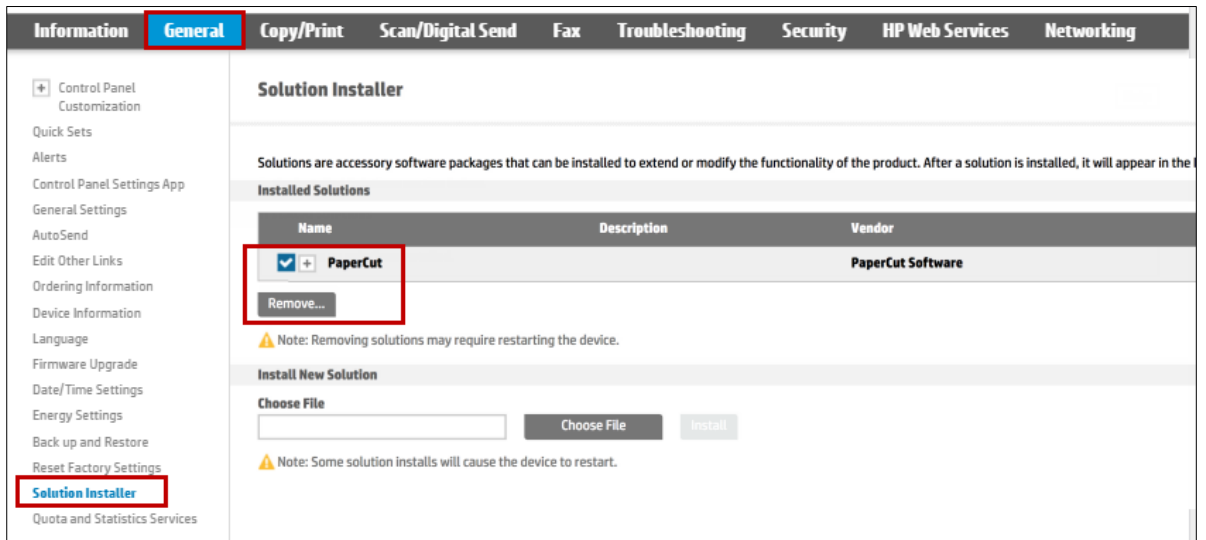 Information General Copy/Print Scan/Digital Send Fax Troubleshooting Security HP Web Services Networking
Control Panel
Customization
Quick Sets
Alerts
Control Panel Settings App
General Settings
AutoSend
Edit Other Links
Ordering Information
Device Information
Language
Firmware Upgrade
Date/Time Settings
Energy Settings
Back up and Restore
Reset Factory Settings
Solution Installer
Quota and Statistics Services
Solution Installer
Solutions are accessory software packages that can be installed to extend or modify the functionality of the product. After a solution is installed, it will appear in the
Installed Solutions
Name Description Vendor
PaperCut PaperCut Software
Remove...
Note: Removing solutions may require restarting the device.
Install New Solution
Choose File
Choose File Install
Note: Some solution installs will cause the device to restart.